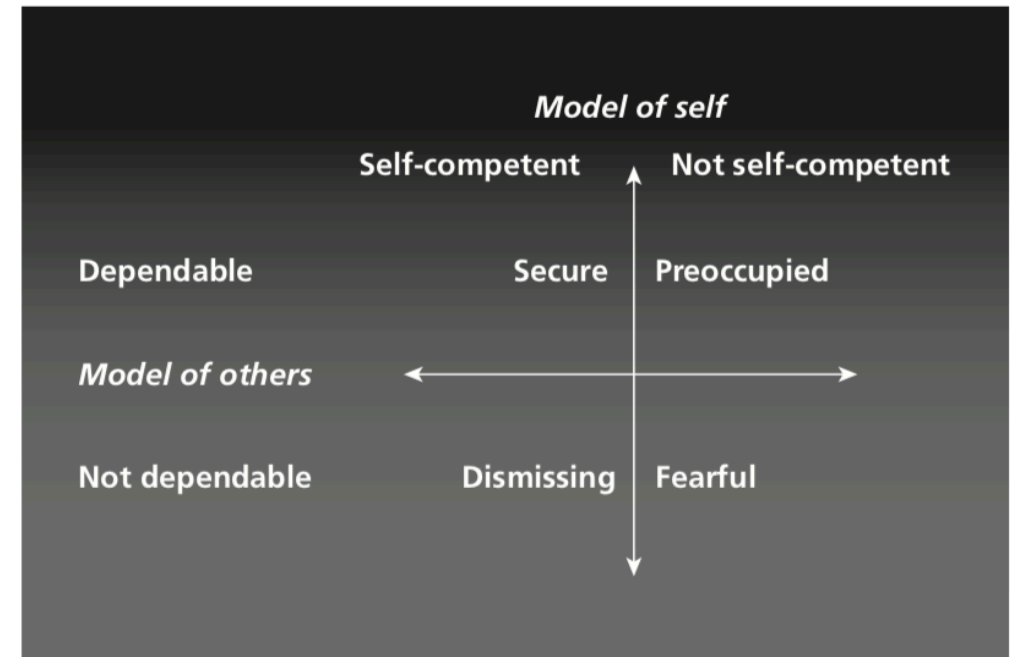 Model of self
Self-competent Not self-competent
Dependable Secure Preoccupied
Model of others
Not dependable Dismissing Fearful